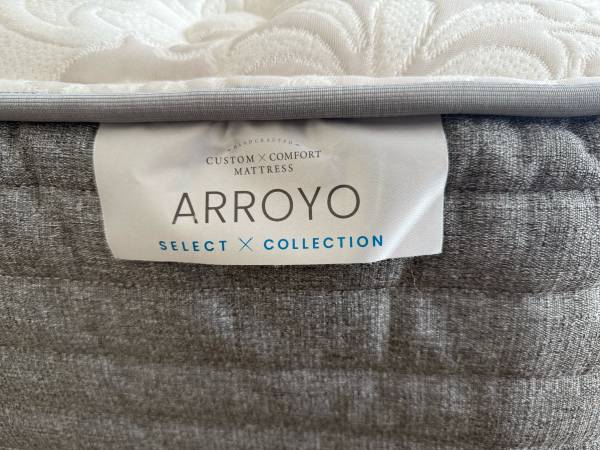 HANDCRAFTED
CUSTOM × COMFORT
MATTRESS
ARROYO
SELECT × COLLECTION